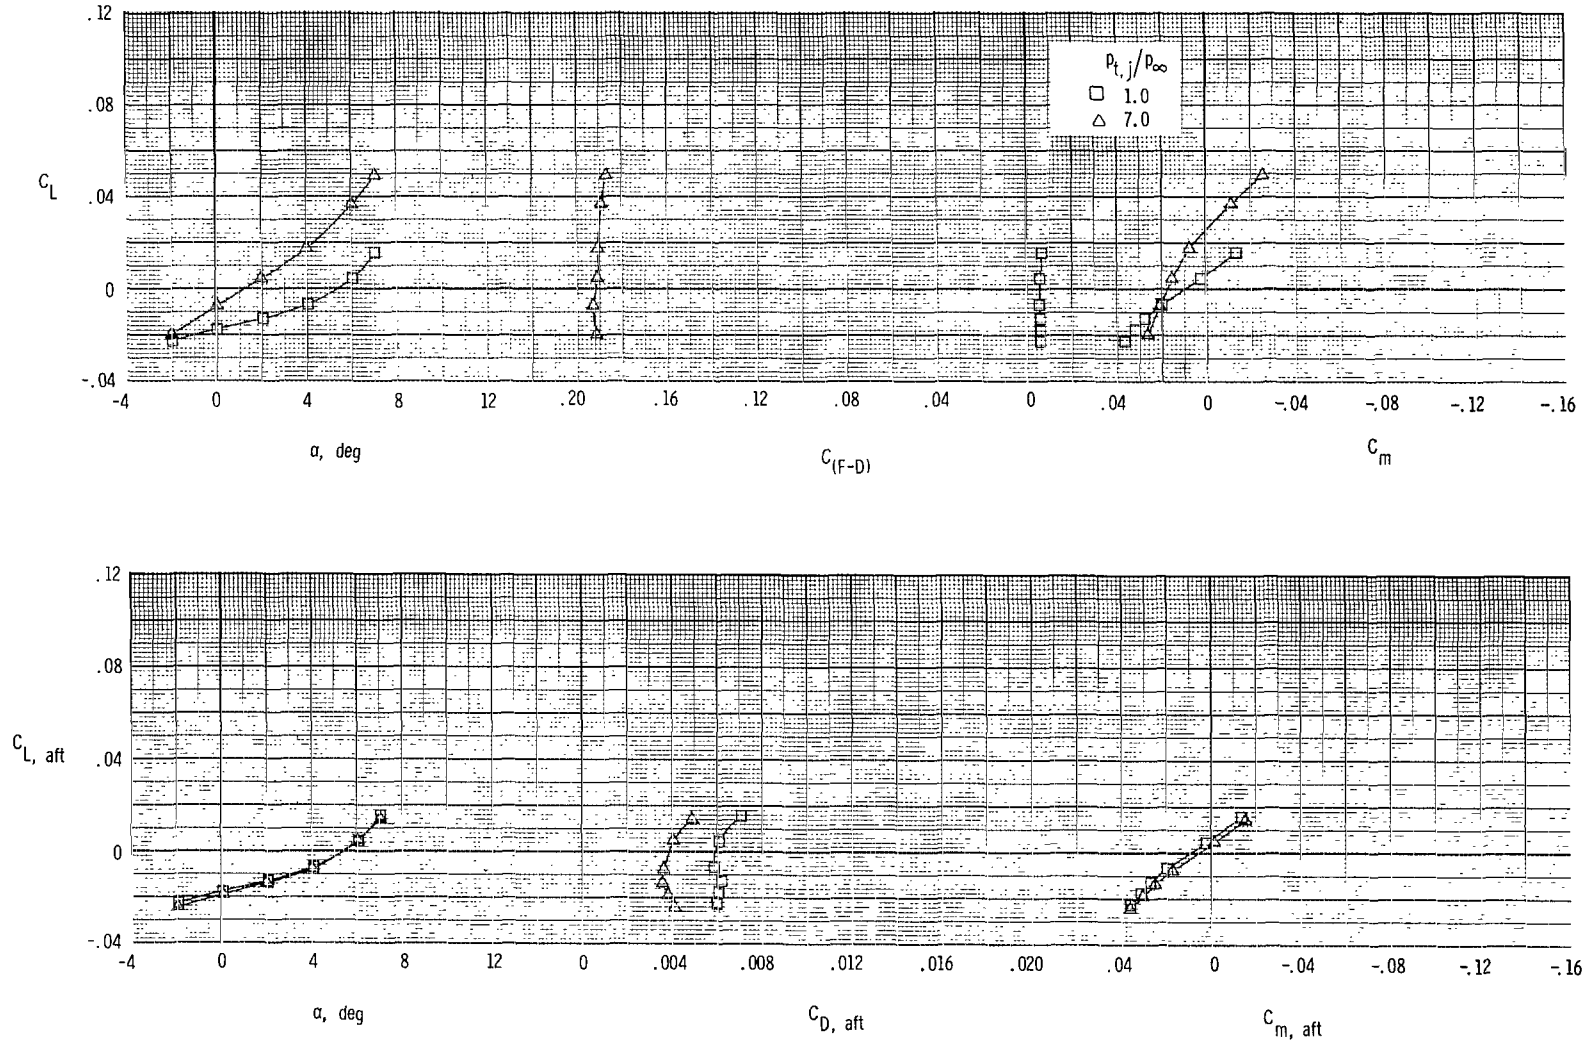 .12
.08
C_L
.04
0
-.04
p_t,j/p_∞
□ 1.0
△ 7.0
-4 0 4 8 12 .20 .16 .12 .08 .04 0 .04 0 -.04 -.08 -.12 -.16
α, deg
C_(F-D)
C_m
.12
.08
C_L, aft
.04
0
-.04
-4 0 4 8 12 0 .004 .008 .012 .016 .020 .04 0 -.04 -.08 -.12 -.16
α, deg
C_D, aft
C_m, aft